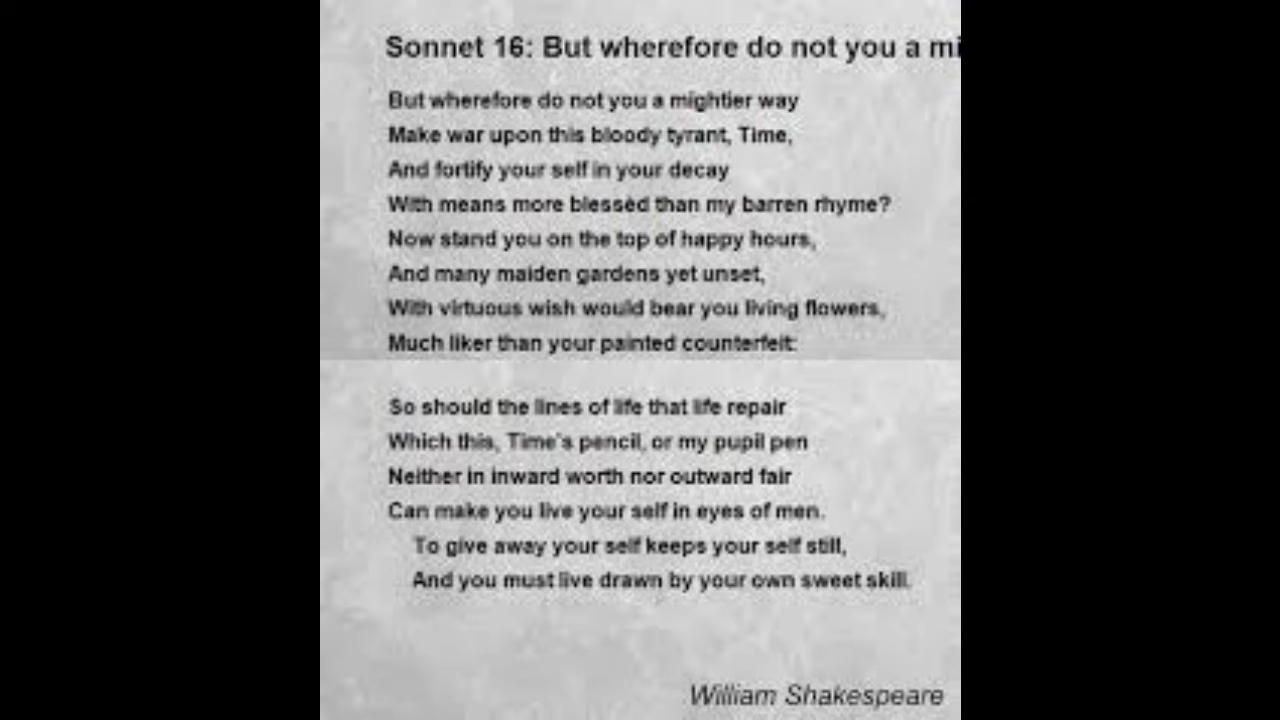 Sonnet 16: But wherefore do not you a mi
But wherefore do not you a mightier way
Make war upon this bloody tyrant, Time,
And fortify your self in your decay
With means more blessèd than my barren rhyme?
Now stand you on the top of happy hours,
And many maiden gardens yet unset,
With virtuous wish would bear you living flowers,
Much liker than your painted counterfeit:
So should the lines of life that life repair
Which this, Time's pencil, or my pupil pen
Neither in inward worth nor outward fair
Can make you live your self in eyes of men.
To give away your self keeps your self still,
And you must live drawn by your own sweet skill.
William Shakespeare